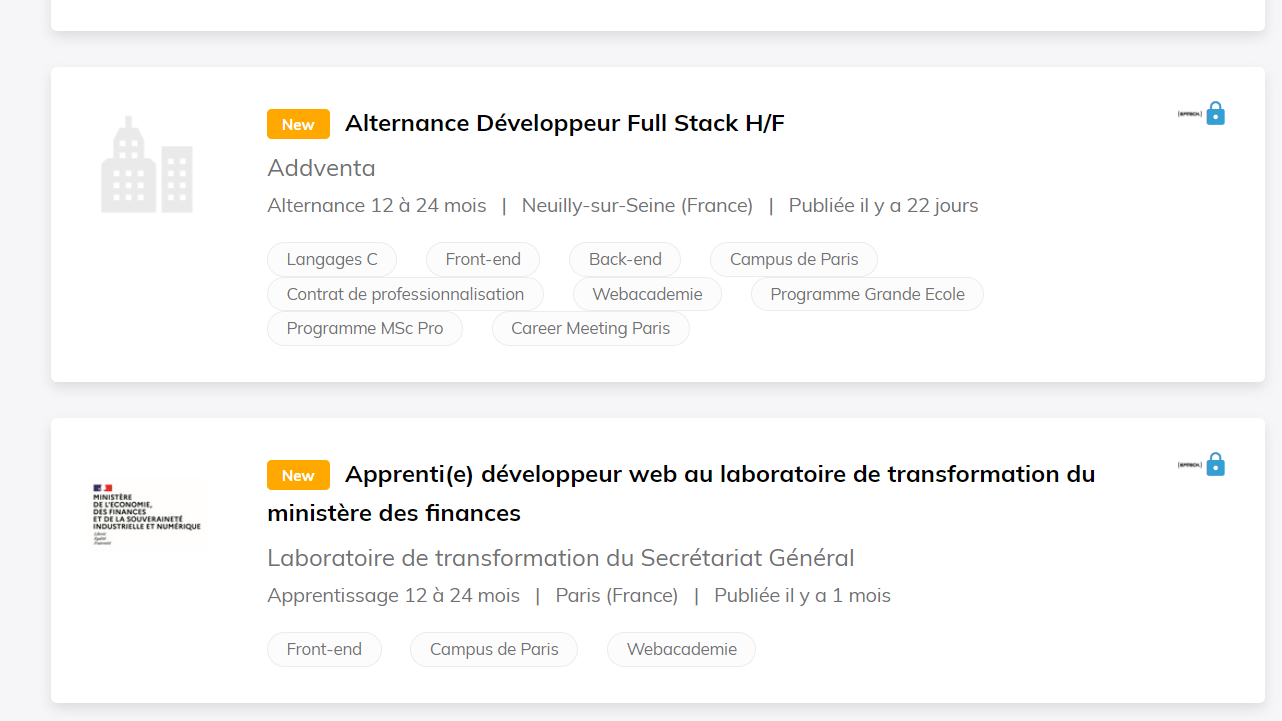 New Alternance Développeur Full Stack H/F
Addventa
Alternance 12 à 24 mois | Neuilly-sur-Seine (France) | Publiée il y a 22 jours
Langages C Front-end Back-end Campus de Paris
Contrat de professionnalisation Webacademie Programme Grande Ecole
Programme MSc Pro Career Meeting Paris
New Apprenti(e) développeur web au laboratoire de transformation du
ministère des finances
MINISTÈRE
DE L'ECONOMIE,
DES FINANCES
ET DE LA SOUVERAINETÉ
INDUSTRIELLE ET NUMÉRIQUE
Liberté
Égalité
Fraternité
Laboratoire de transformation du Secrétariat Général
Apprentissage 12 à 24 mois | Paris (France) | Publiée il y a 1 mois
Front-end Campus de Paris Webacademie